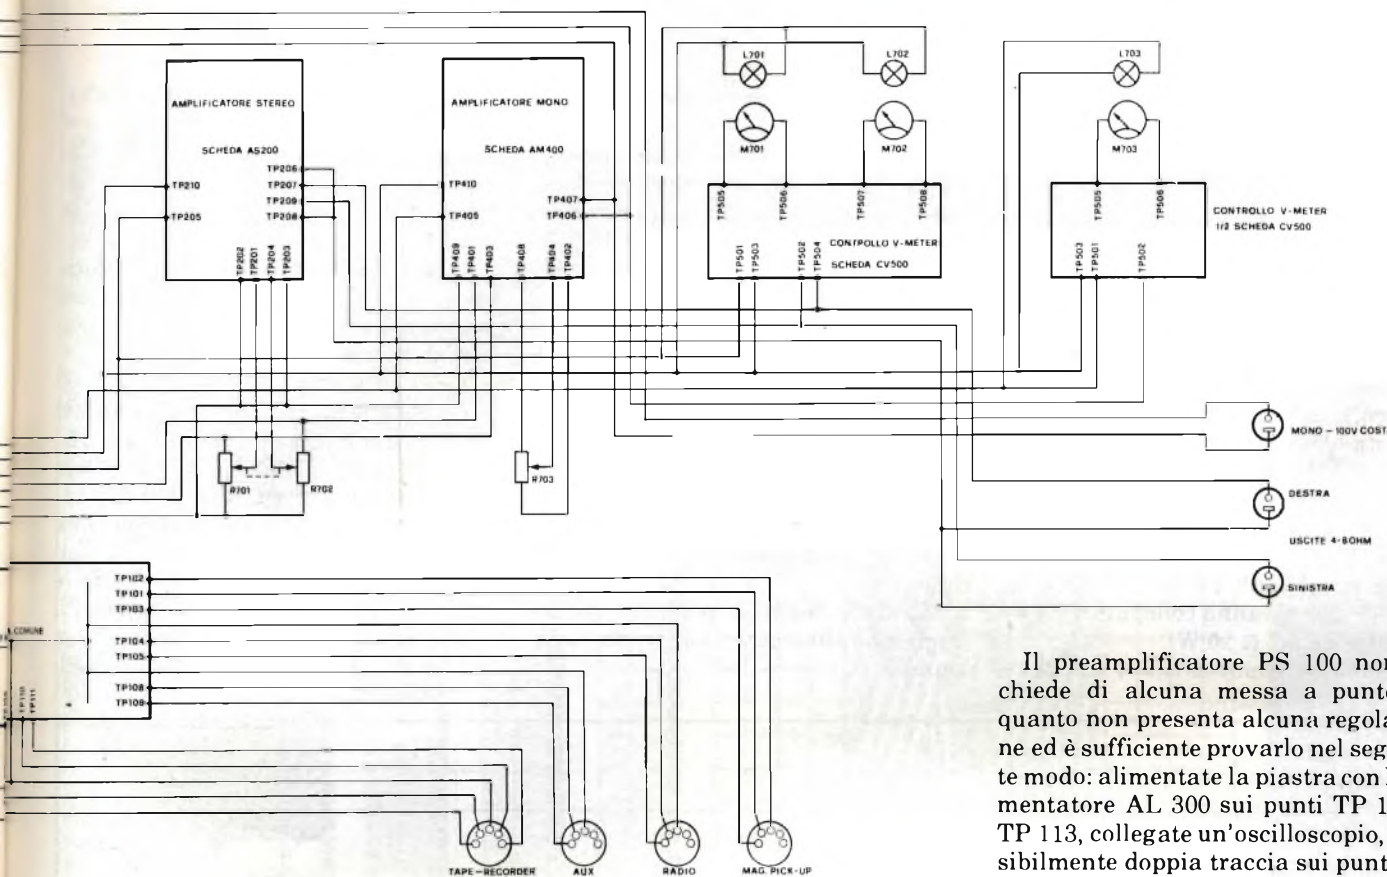 L701
L702
L703
AMPLIFICATORE STEREO
SCHEDA AS200
TP206
TP207
TP209
TP208
TP210
TP205
TP202
TP201
TP204
TP203
AMPLIFICATORE MONO
SCHEDA AM400
TP410
TP405
TP407
TP406
TP409
TP401
TP403
TP408
TP404
TP402
M701
M702
M703
TP505
TP506
TP507
TP508
TP501
TP503
TP502
TP504
CONTROLLO V-METER
SCHEDA CV500
TP505
TP506
TP503
TP501
TP502
CONTROLLO V-METER
1/2 SCHEDA CV500
R701
R702
R703
MONO - 100V COST
DESTRA
USCITE 4-8OHM
SINISTRA
TP102
TP101
TP103
TP104
TP105
TP108
TP109
COMUNE
TP110
TP111
TAPE-RECORDER
AUX
RADIO
MAG. PICK-UP
Il preamplificatore PS 100 non
chiede di alcuna messa a punto
quanto non presenta alcuna regola
ne ed è sufficiente provarlo nel seg
te modo: alimentate la piastra con
mentatore AL 300 sui punti TP 1
TP 113, collegate un'oscilloscopio,
sibilmente doppia traccia sui punt